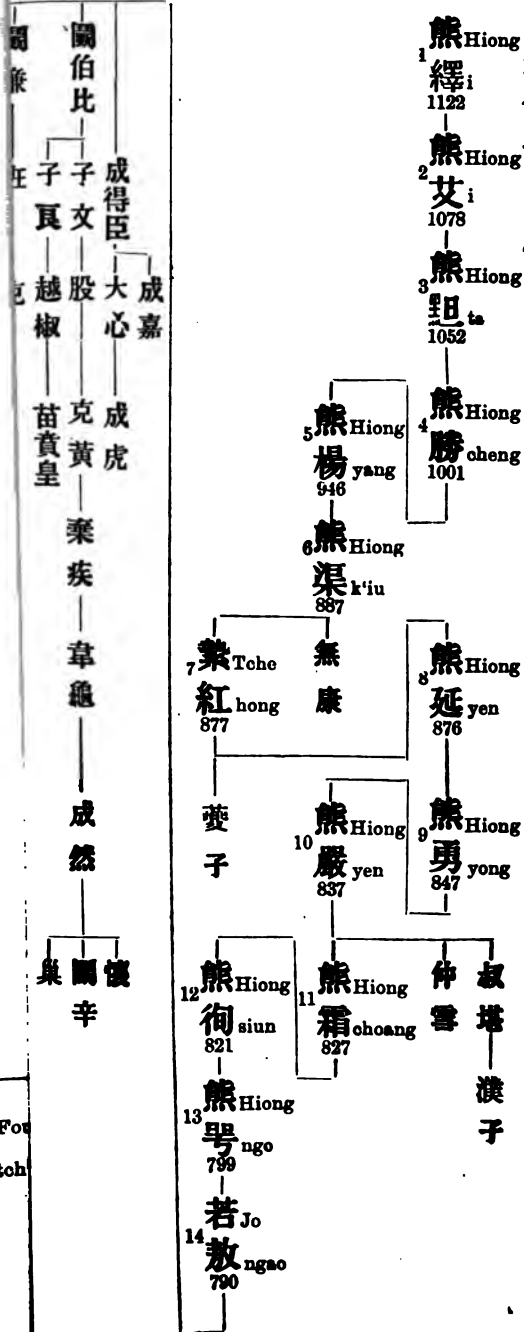 1 熊 Hiong
繹 i
1122
2 熊 Hiong
艾 i
1078
3 熊 Hiong
䵣 ta
1052
4 熊 Hiong
勝 cheng
1001
5 熊 Hiong
楊 yang
946
6 熊 Hiong
渠 k'iu
887
7 摯 Tche
紅 hong
877
無康
8 熊 Hiong
延 yen
876
夔子
9 熊 Hiong
勇 yong
847
10 熊 Hiong
嚴 yen
837
11 熊 Hiong
霜 choang
827
仲雪
叔堪
濮子
12 熊 Hiong
徇 siun
821
13 熊 Hiong
咢 ngo
799
14 若 Jo
敖 ngao
790
成得臣
成嘉
大心
成虎
鬭伯比
子文
子良
股
越椒
克黄
苗賁皇
棄疾
韋龜
成然
懷
鬭辛
巢
鬭廉